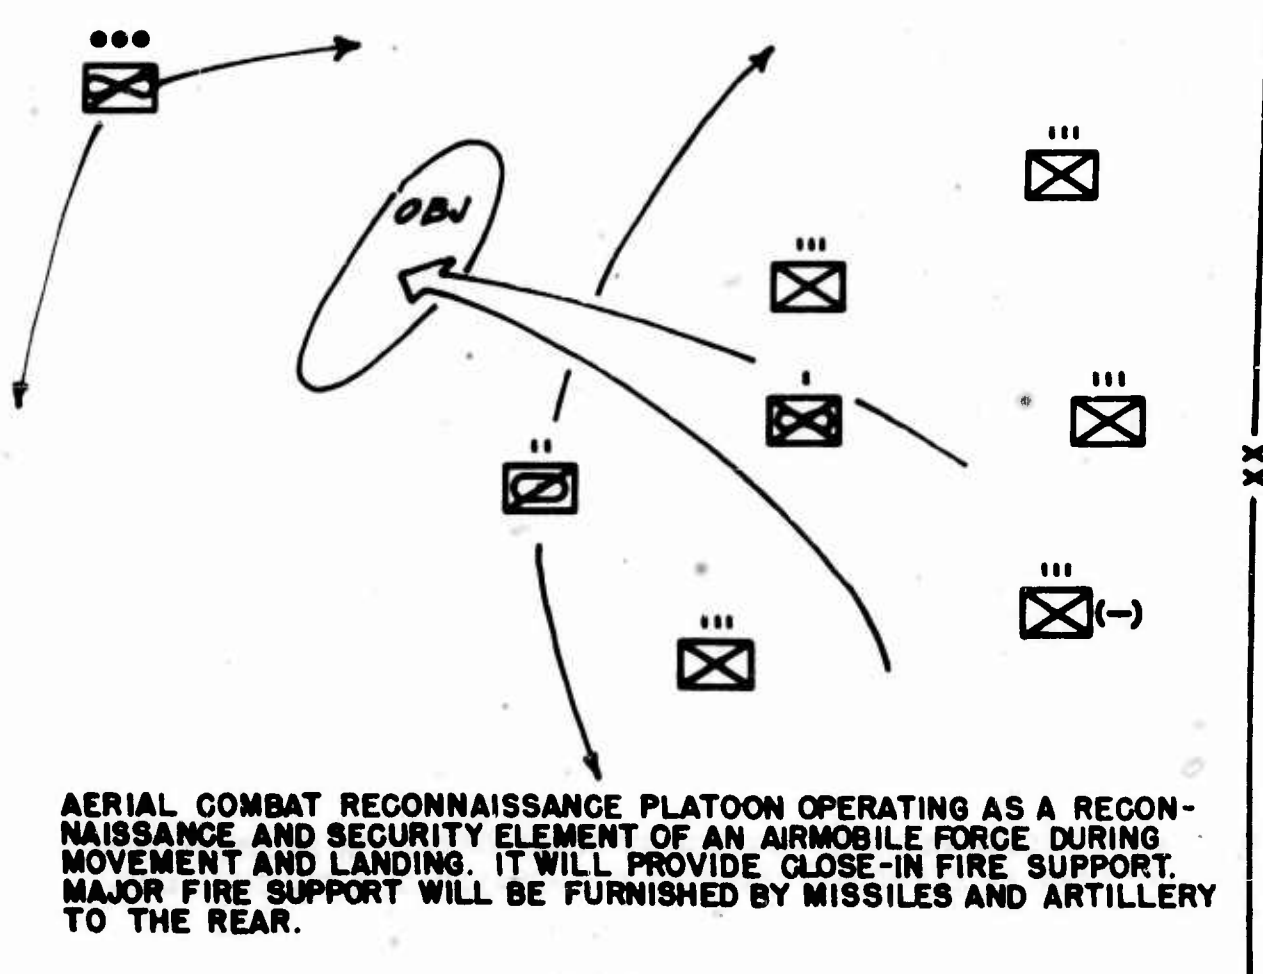 OBJ
XX
(-)
AERIAL COMBAT RECONNAISSANCE PLATOON OPERATING AS A RECON-
NAISSANCE AND SECURITY ELEMENT OF AN AIRMOBILE FORCE DURING
MOVEMENT AND LANDING. IT WILL PROVIDE CLOSE-IN FIRE SUPPORT.
MAJOR FIRE SUPPORT WILL BE FURNISHED BY MISSILES AND ARTILLERY
TO THE REAR.